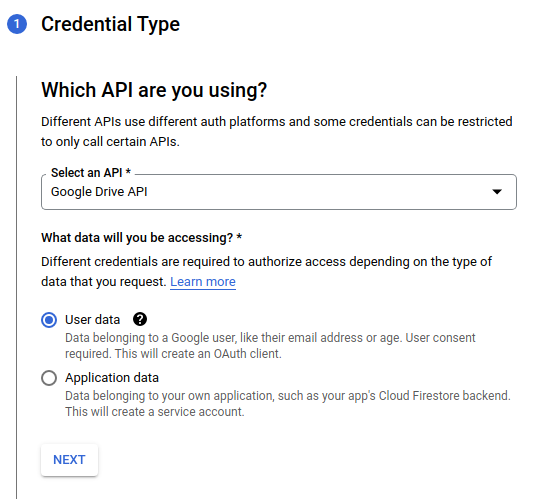 1 Credential Type
Which API are you using?
Different APIs use different auth platforms and some credentials can be restricted
to only call certain APIs.
Select an API *
Google Drive API
What data will you be accessing? *
Different credentials are required to authorize access depending on the type of
data that you request. Learn more
User data ?
Data belonging to a Google user, like their email address or age. User consent
required. This will create an OAuth client.
Application data
Data belonging to your own application, such as your app's Cloud Firestore backend.
This will create a service account.
NEXT